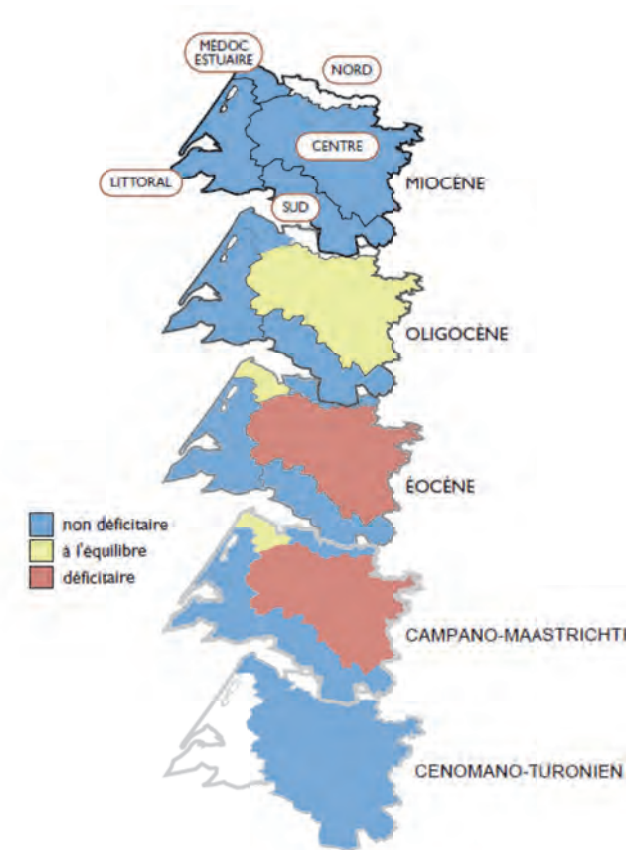 MÉDOC
ESTUAIRE
NORD
CENTRE
LITTORAL
MIOCÈNE
SUD
OLIGOCÈNE
ÉOCÈNE
non déficitaire
à l'équilibre
déficitaire
CAMPANO-MAASTRICHTI
CENOMANO-TURONIEN